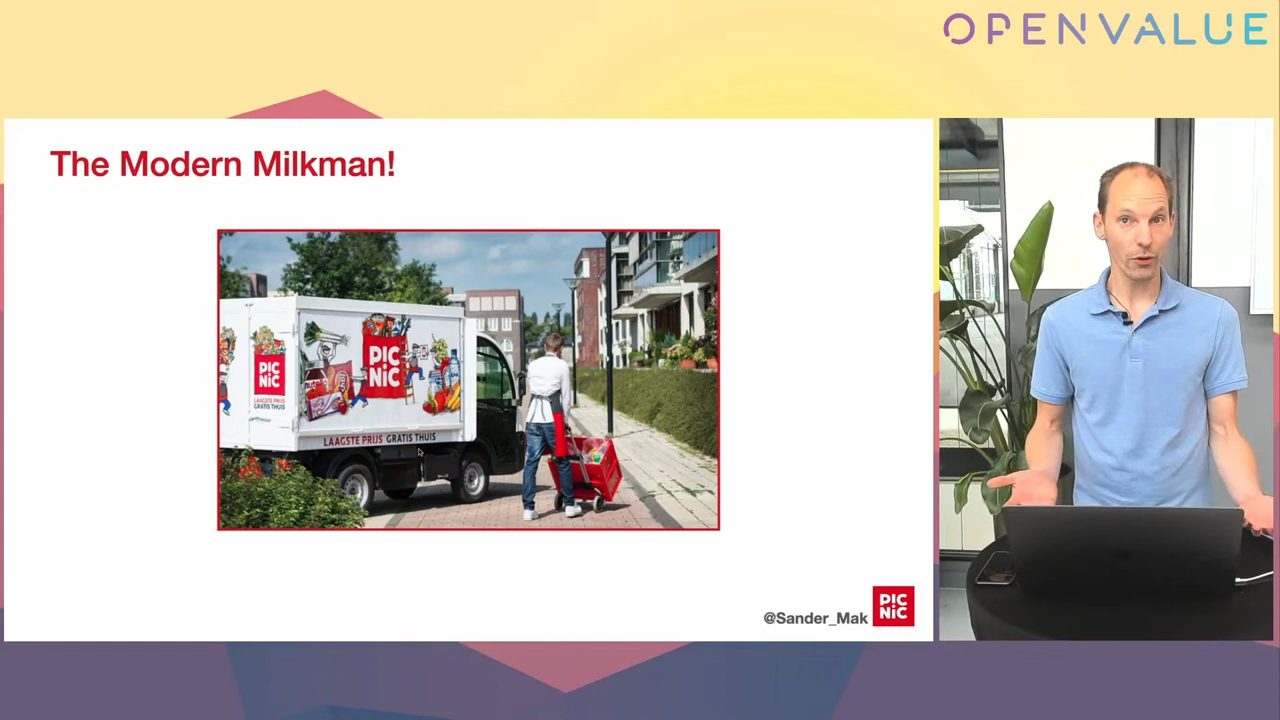 OPENVALUE
The Modern Milkman!
PIC
NiC
LAAGSTE PRIJS
GRATIS THUIS
PIC
NiC
LAAGSTE PRIJS GRATIS THUIS
@Sander_Mak
PIC
NiC